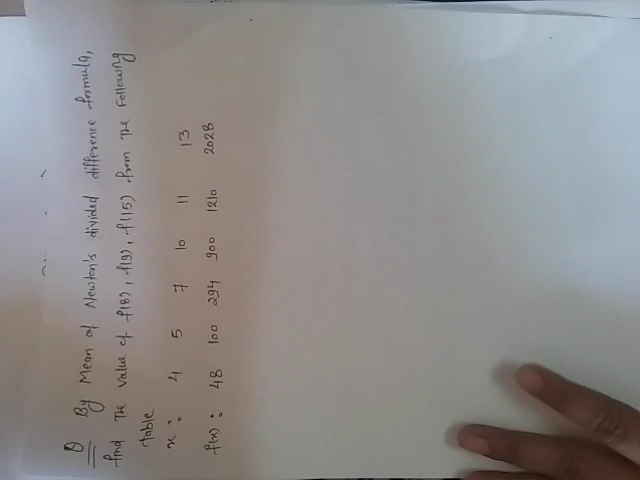 Q By Mean of Newton's divided difference formula,
find the value of f(8), f(9), f(15) from the following
table
x : 4 5 7 10 11 13
f(x) : 48 100 294 900 1210 2028